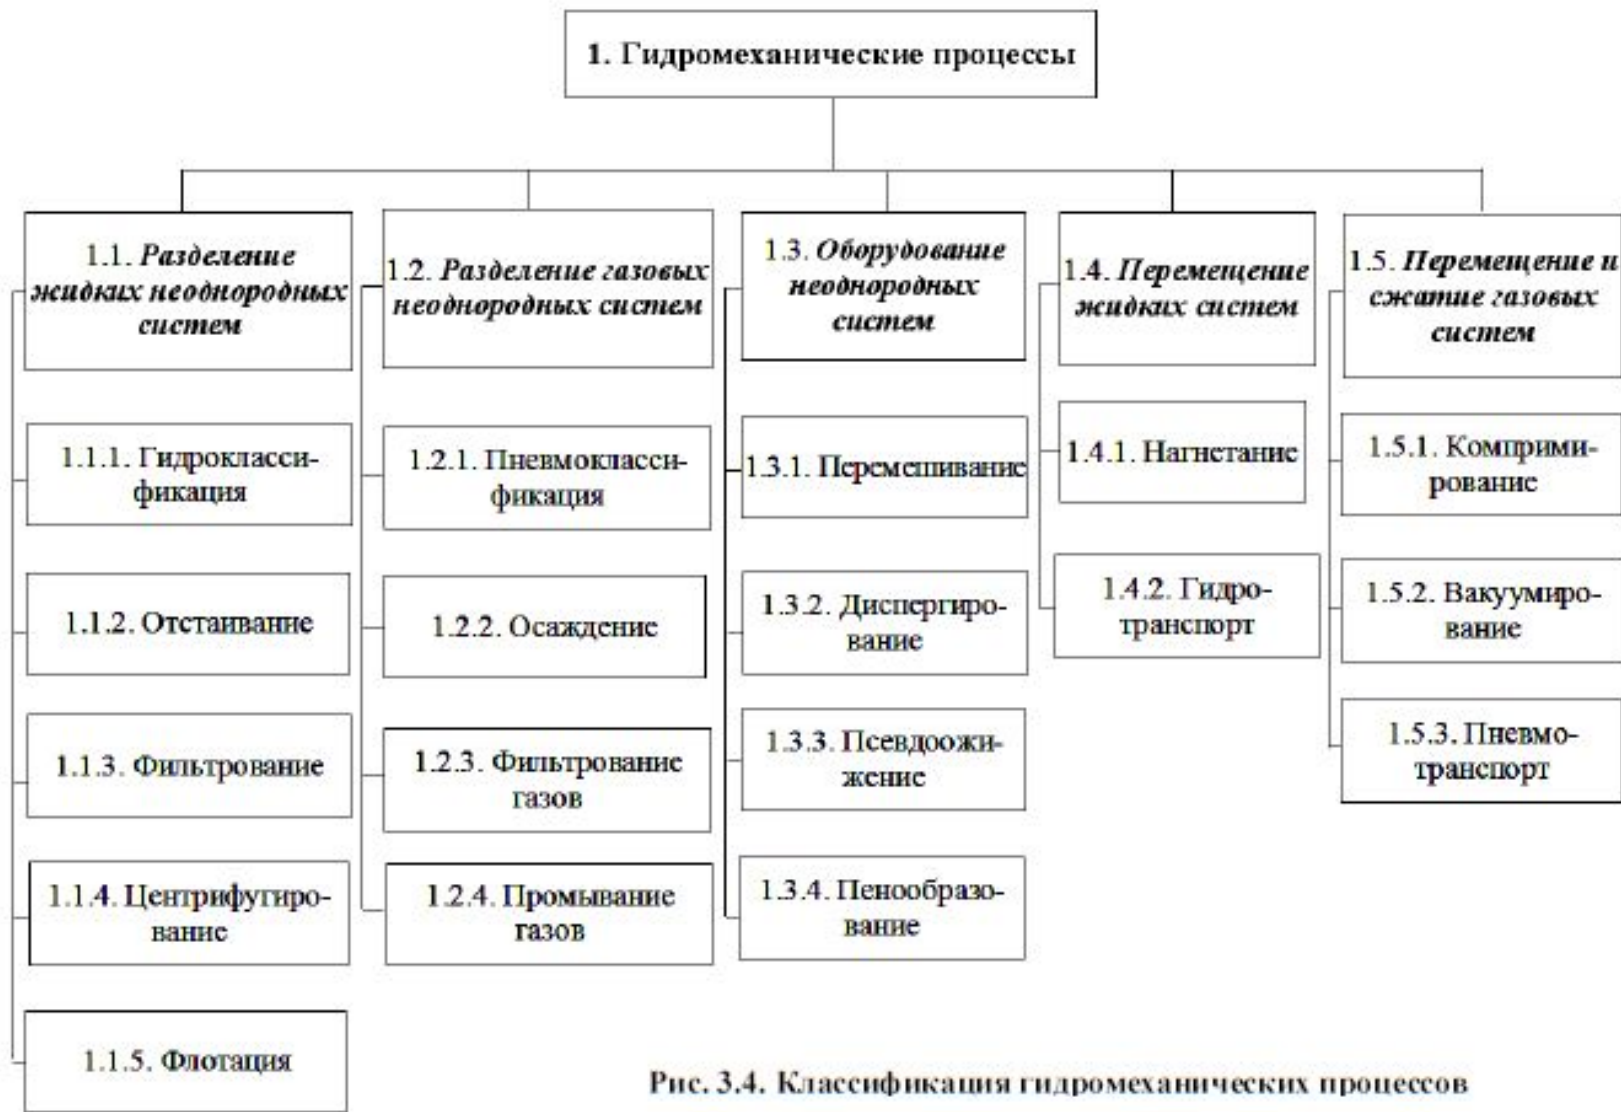 1. Гидромеханические процессы
1.1. Разделение
жидких неоднородных
систем
1.1.1. Гидроклассси-
фикация
1.1.2. Отстаивание
1.1.3. Фильтрование
1.1.4. Центрифугиро-
вание
1.1.5. Флотация
1.2. Разделение газовых
неоднородных систем
1.2.1. Пневмоклассси-
фикация
1.2.2. Осаждение
1.2.3. Фильтрование
газов
1.2.4. Промывание
газов
1.3. Оборудование
неоднородных
систем
1.3.1. Перемешивание
1.3.2. Диспергиро-
вание
1.3.3. Псевдоожи-
жение
1.3.4. Пенообразо-
вание
1.4. Перемещение
жидких систем
1.4.1. Нагнетание
1.4.2. Гидро-
транспорт
1.5. Перемещение и
сжатие газовых
систем
1.5.1. Комприми-
рование
1.5.2. Вакуумиро-
вание
1.5.3. Пневмо-
транспорт
Рис. 3.4. Классификация гидромеханических процессов